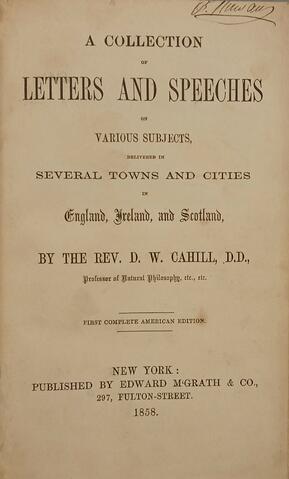 A COLLECTION
OF
LETTERS AND SPEECHES
ON
VARIOUS SUBJECTS,
DELIVERED IN
SEVERAL TOWNS AND CITIES
IN
England, Ireland, and Scotland,
BY THE REV. D. W. CAHILL, D.D.,
Professor of Natural Philosophy, etc., etc.
FIRST COMPLETE AMERICAN EDITION.
NEW YORK:
PUBLISHED BY EDWARD M'GRATH & CO.,
297, FULTON-STREET.
1858.